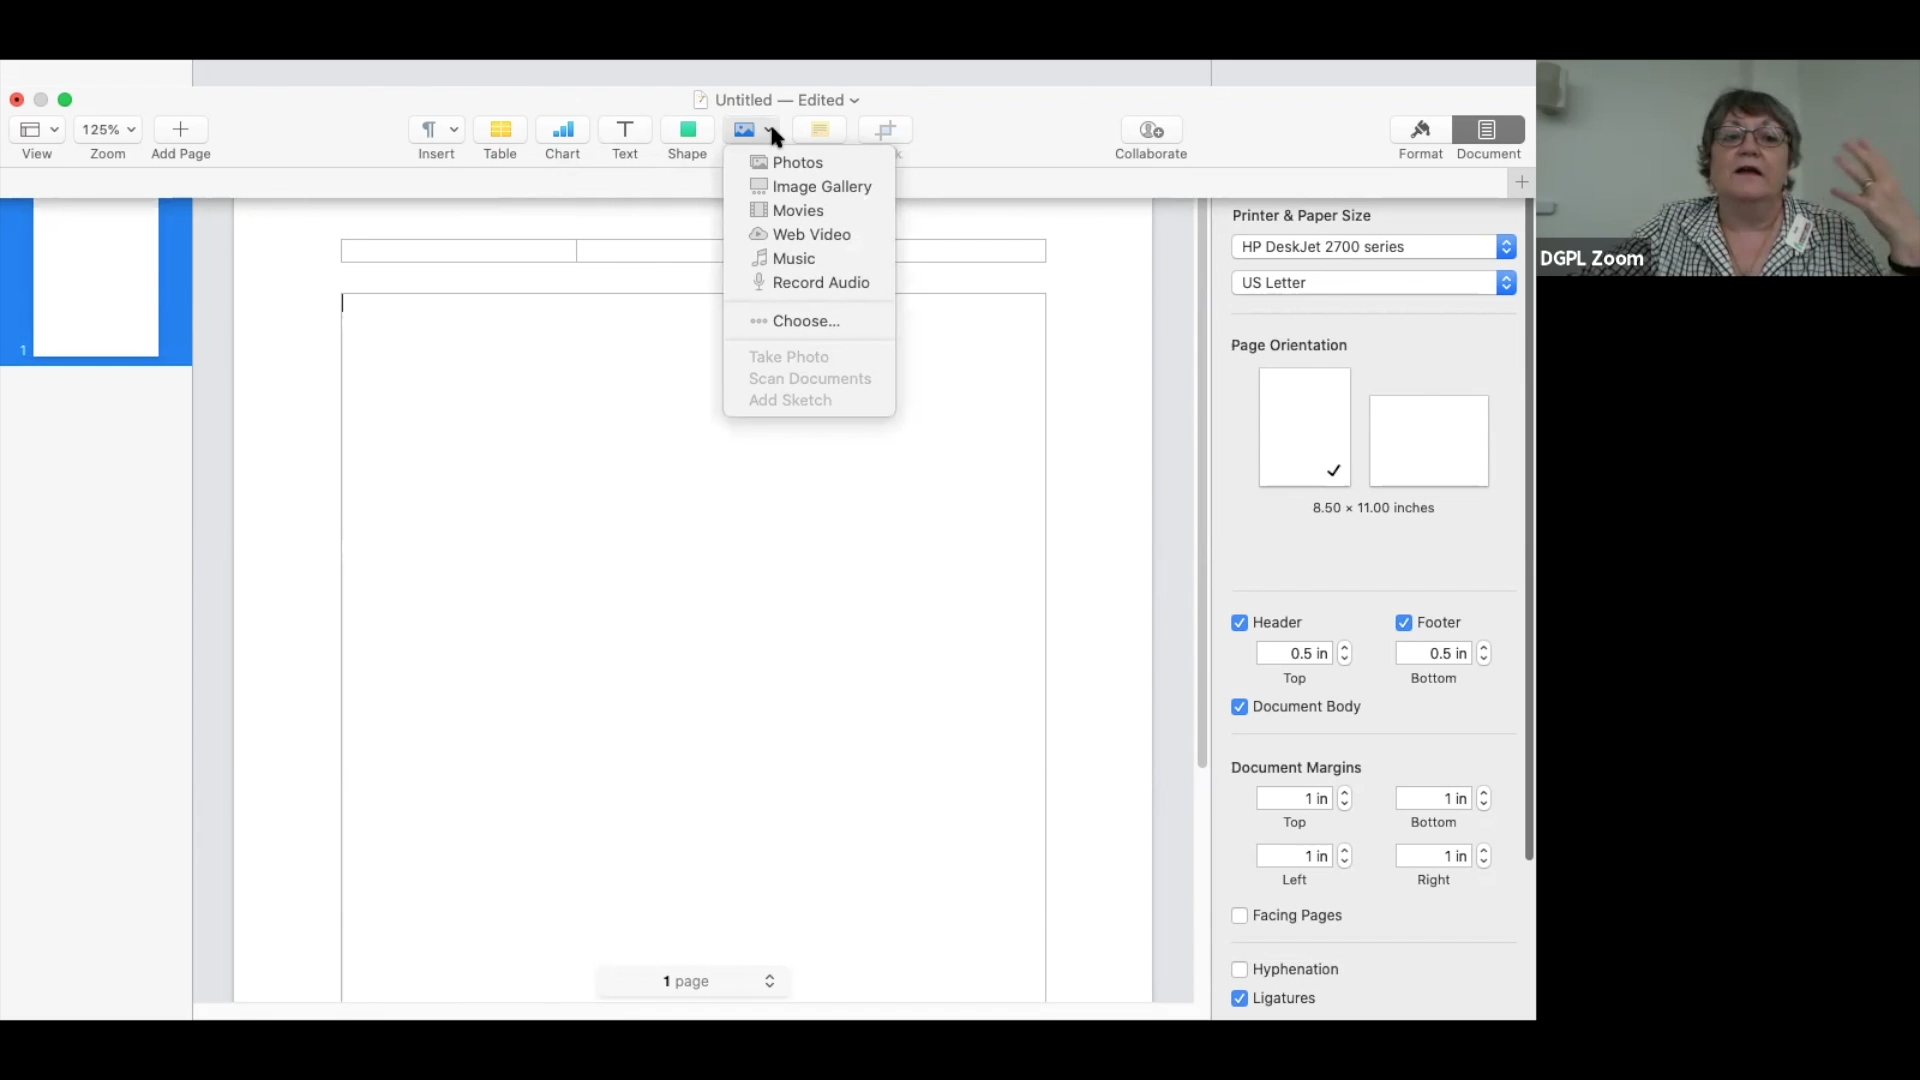 Untitled — Edited
125%
View
Zoom
Add Page
Insert
Table
Chart
Text
Shape
Collaborate
Format
Document
Photos
Image Gallery
Movies
Web Video
Music
Record Audio
Choose...
Take Photo
Scan Documents
Add Sketch
1
1 page
Printer & Paper Size
HP DeskJet 2700 series
US Letter
Page Orientation
8.50 × 11.00 inches
Header
Footer
0.5 in
0.5 in
Top
Bottom
Document Body
Document Margins
1 in
1 in
Top
Bottom
1 in
1 in
Left
Right
Facing Pages
Hyphenation
Ligatures
DGPL Zoom